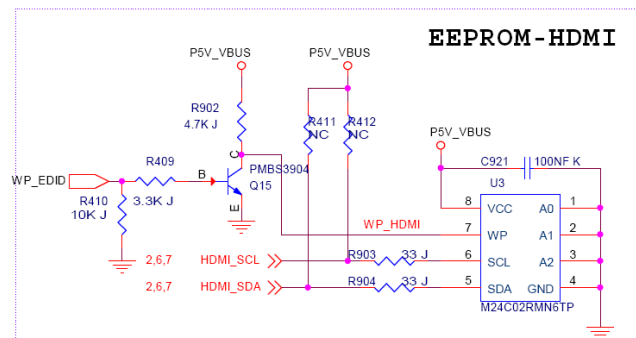 EEPROM-HDMI
P5V_VBUS
P5V_VBUS
R902
4.7K J
R411
NC
R412
NC
P5V_VBUS
C921
100NF K
WP_EDID
R409
3.3K J
B
C
E
PMBS3904
Q15
R410
10K J
U3
WP_HDMI
8
VCC
A0
1
7
WP
A1
2
2,6,7
HDMI_SCL
R903
33 J
6
SCL
A2
3
2,6,7
HDMI_SDA
R904
33 J
5
SDA
GND
4
M24C02RMN6TP